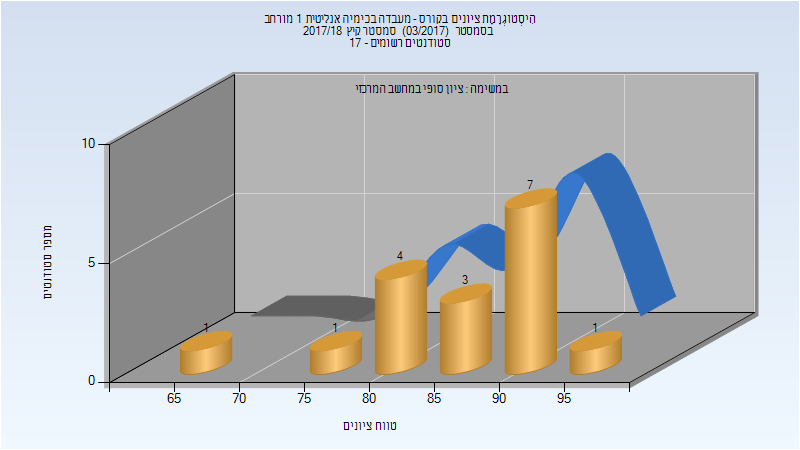 היסטוגרמת ציונים בקורס - מעבדה בכימיה אנליטית 1 מורחב
בסמסטר (03/2017) סמסטר קיץ 2017/18
סטודנטים רשומים - 17
במשימה : ציון סופי במחשב המרכזי
מספר סטודנטים
10
5
0
1
1
4
3
7
1
65 70 75 80 85 90 95
טווח ציונים